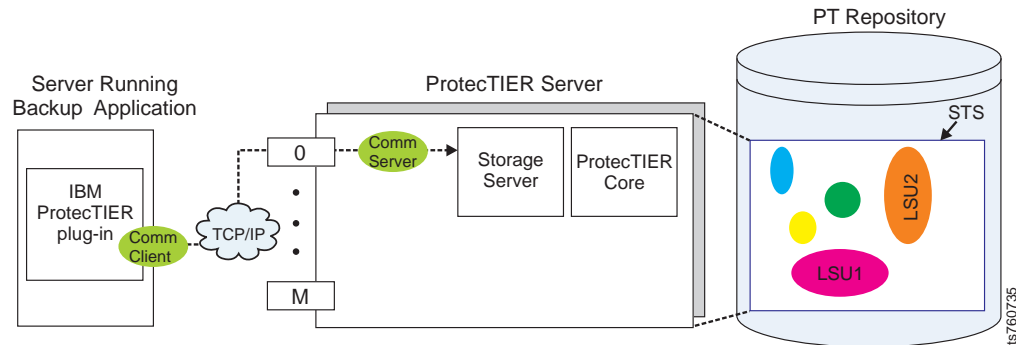 Server Running
Backup Application
IBM
ProtecTIER
plug-in
Comm
Client
TCP/IP
ProtecTIER Server
0
M
Comm
Server
Storage
Server
ProtecTIER
Core
PT Repository
STS
LSU2
LSU1
ts760735